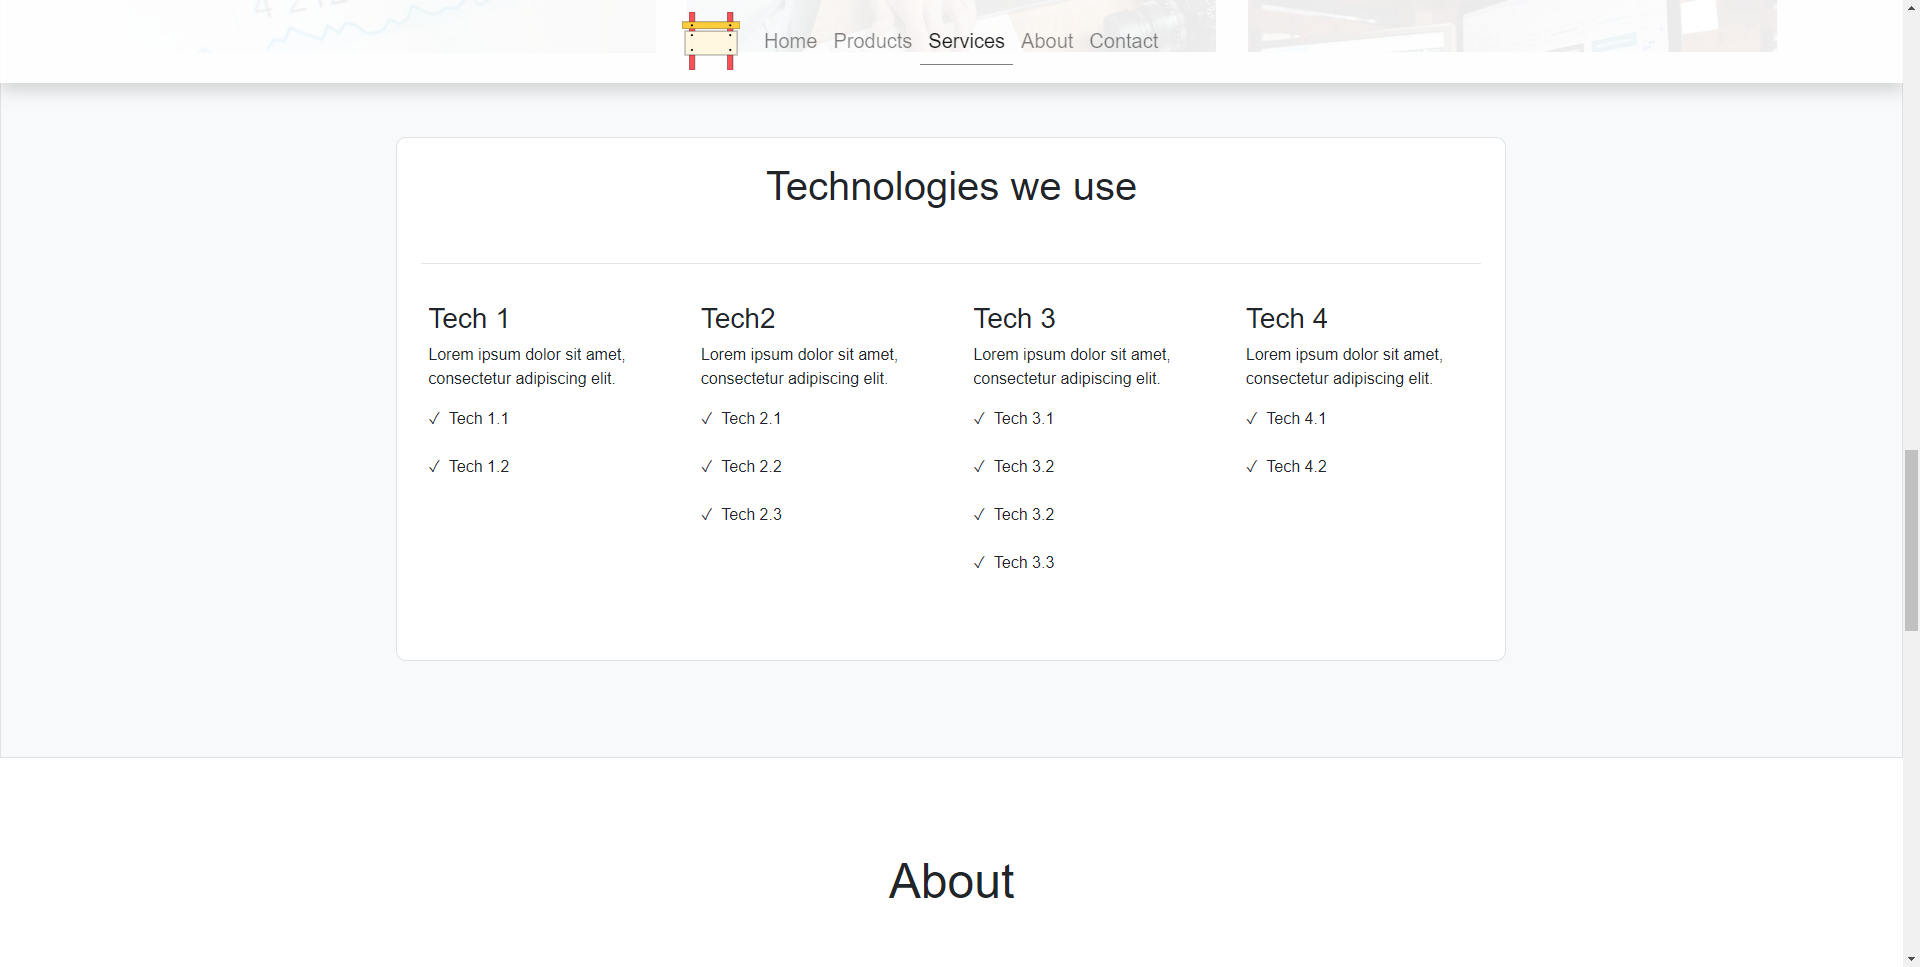 Home Products Services About Contact
Technologies we use
Tech 1
Lorem ipsum dolor sit amet,
consectetur adipiscing elit.
✓ Tech 1.1
✓ Tech 1.2
Tech2
Lorem ipsum dolor sit amet,
consectetur adipiscing elit.
✓ Tech 2.1
✓ Tech 2.2
✓ Tech 2.3
Tech 3
Lorem ipsum dolor sit amet,
consectetur adipiscing elit.
✓ Tech 3.1
✓ Tech 3.2
✓ Tech 3.2
✓ Tech 3.3
Tech 4
Lorem ipsum dolor sit amet,
consectetur adipiscing elit.
✓ Tech 4.1
✓ Tech 4.2
About